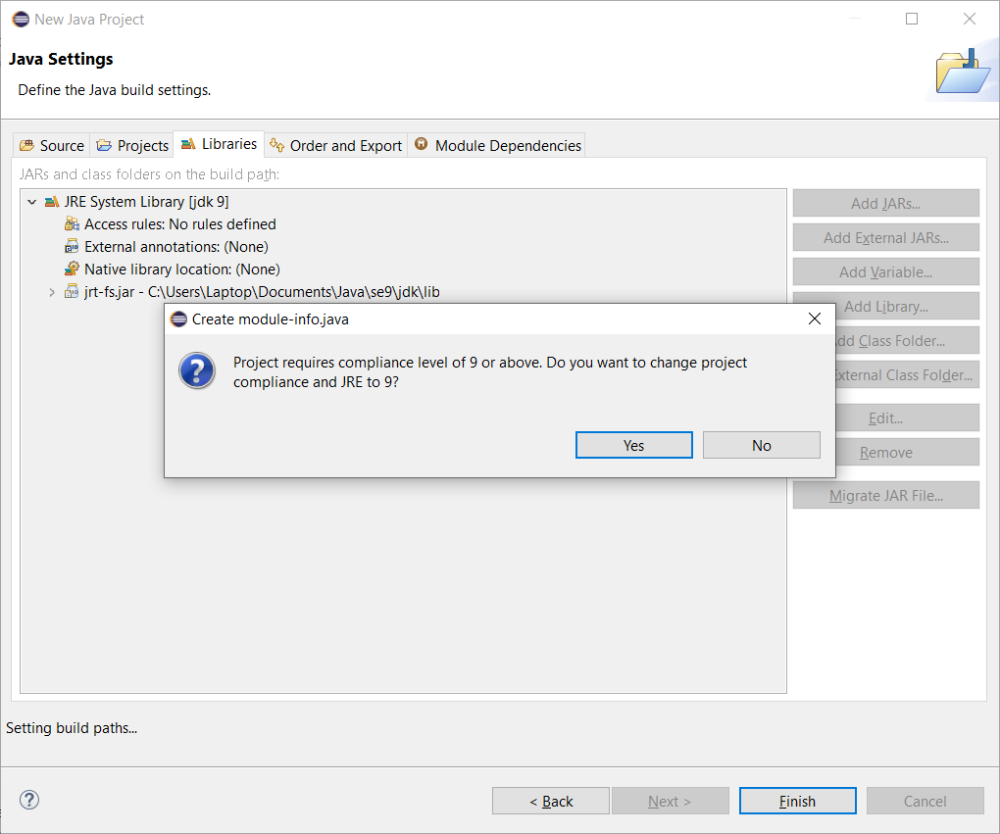 New Java Project
Java Settings
Define the Java build settings.
Source Projects Libraries Order and Export Module Dependencies
JARs and class folders on the build path:
JRE System Library [jdk 9]
Access rules: No rules defined
External annotations: (None)
Native library location: (None)
jrt-fs.jar - C:\Users\Laptop\Documents\Java\se9\jdk\lib
Add JARs...
Add External JARs...
Add Variable...
Add Library...
dd Class Folder...
External Class Folder...
Edit...
Remove
Migrate JAR File...
Create module-info.java
Project requires compliance level of 9 or above. Do you want to change project
compliance and JRE to 9?
Yes No
Setting build paths...
< Back Next > Finish Cancel